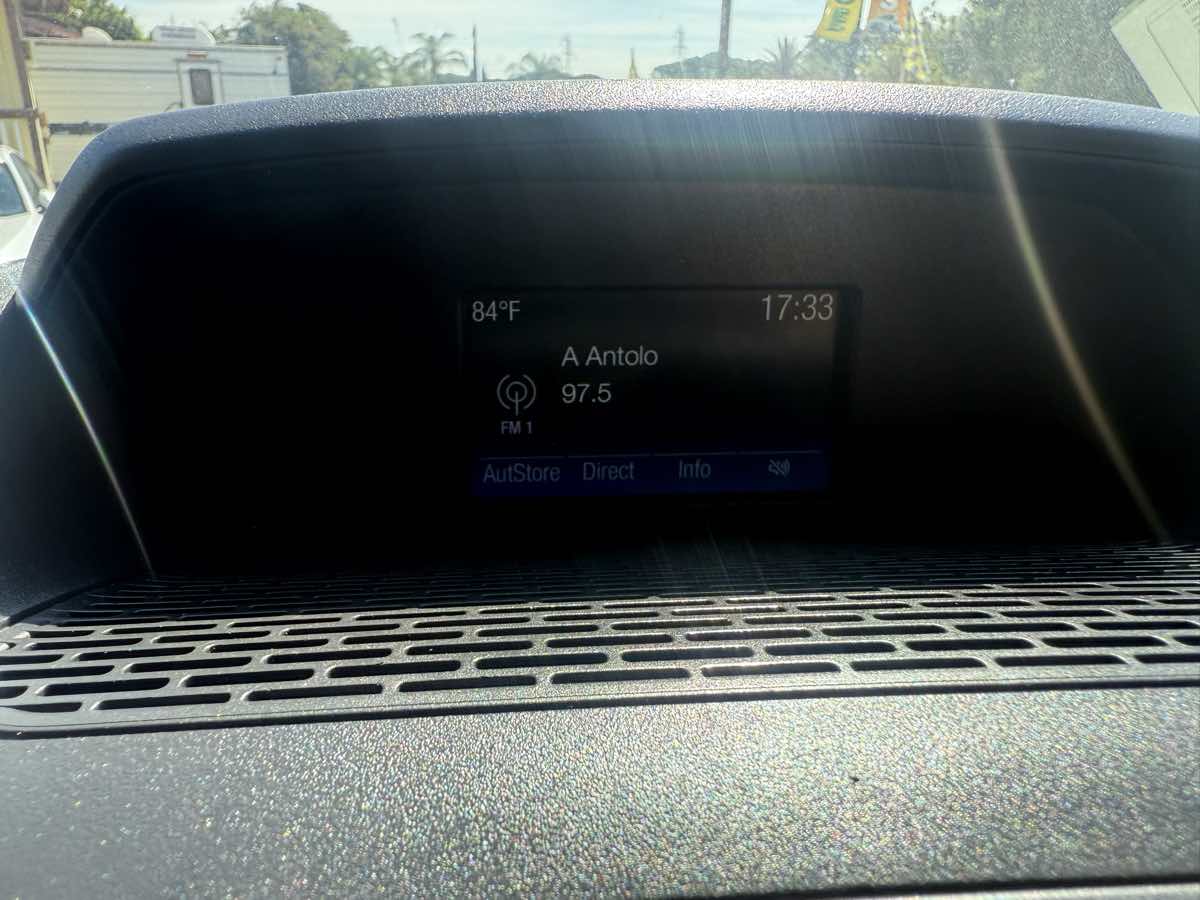 84°F 17:33
A Antolo
97.5
FM 1
AutStore Direct Info